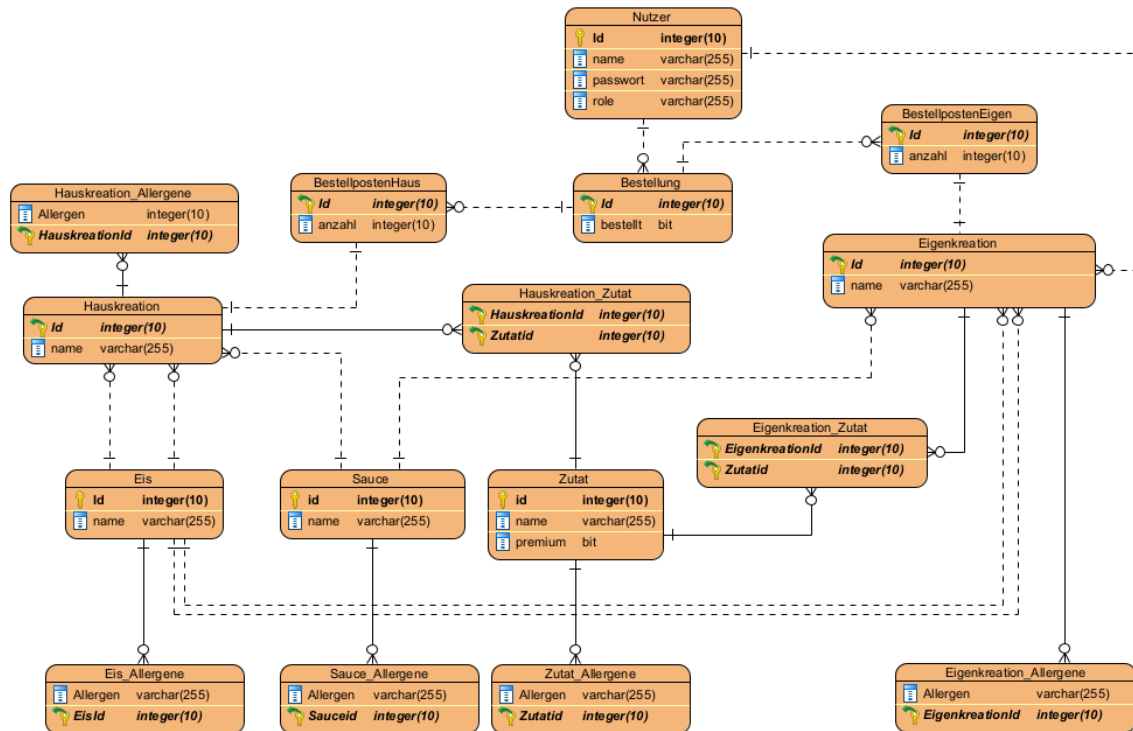 Nutzer
Id integer(10)
name varchar(255)
passwort varchar(255)
role varchar(255)
BestellpostenEigen
Id integer(10)
anzahl integer(10)
Hauskreation_Allergene
Allergen integer(10)
HauskreationId integer(10)
BestellpostenHaus
Id integer(10)
anzahl integer(10)
Bestellung
Id integer(10)
bestellt bit
Eigenkreation
Id integer(10)
name varchar(255)
Hauskreation
Id integer(10)
name varchar(255)
Hauskreation_Zutat
HauskreationId integer(10)
Zutatid integer(10)
Eigenkreation_Zutat
EigenkreationId integer(10)
Zutatid integer(10)
Eis
Id integer(10)
name varchar(255)
Sauce
id integer(10)
name varchar(255)
Zutat
id integer(10)
name varchar(255)
premium bit
Eis_Allergene
Allergen varchar(255)
EisId integer(10)
Sauce_Allergene
Allergen varchar(255)
Sauceid integer(10)
Zutat_Allergene
Allergen varchar(255)
Zutatid integer(10)
Eigenkreation_Allergene
Allergen varchar(255)
EigenkreationId integer(10)